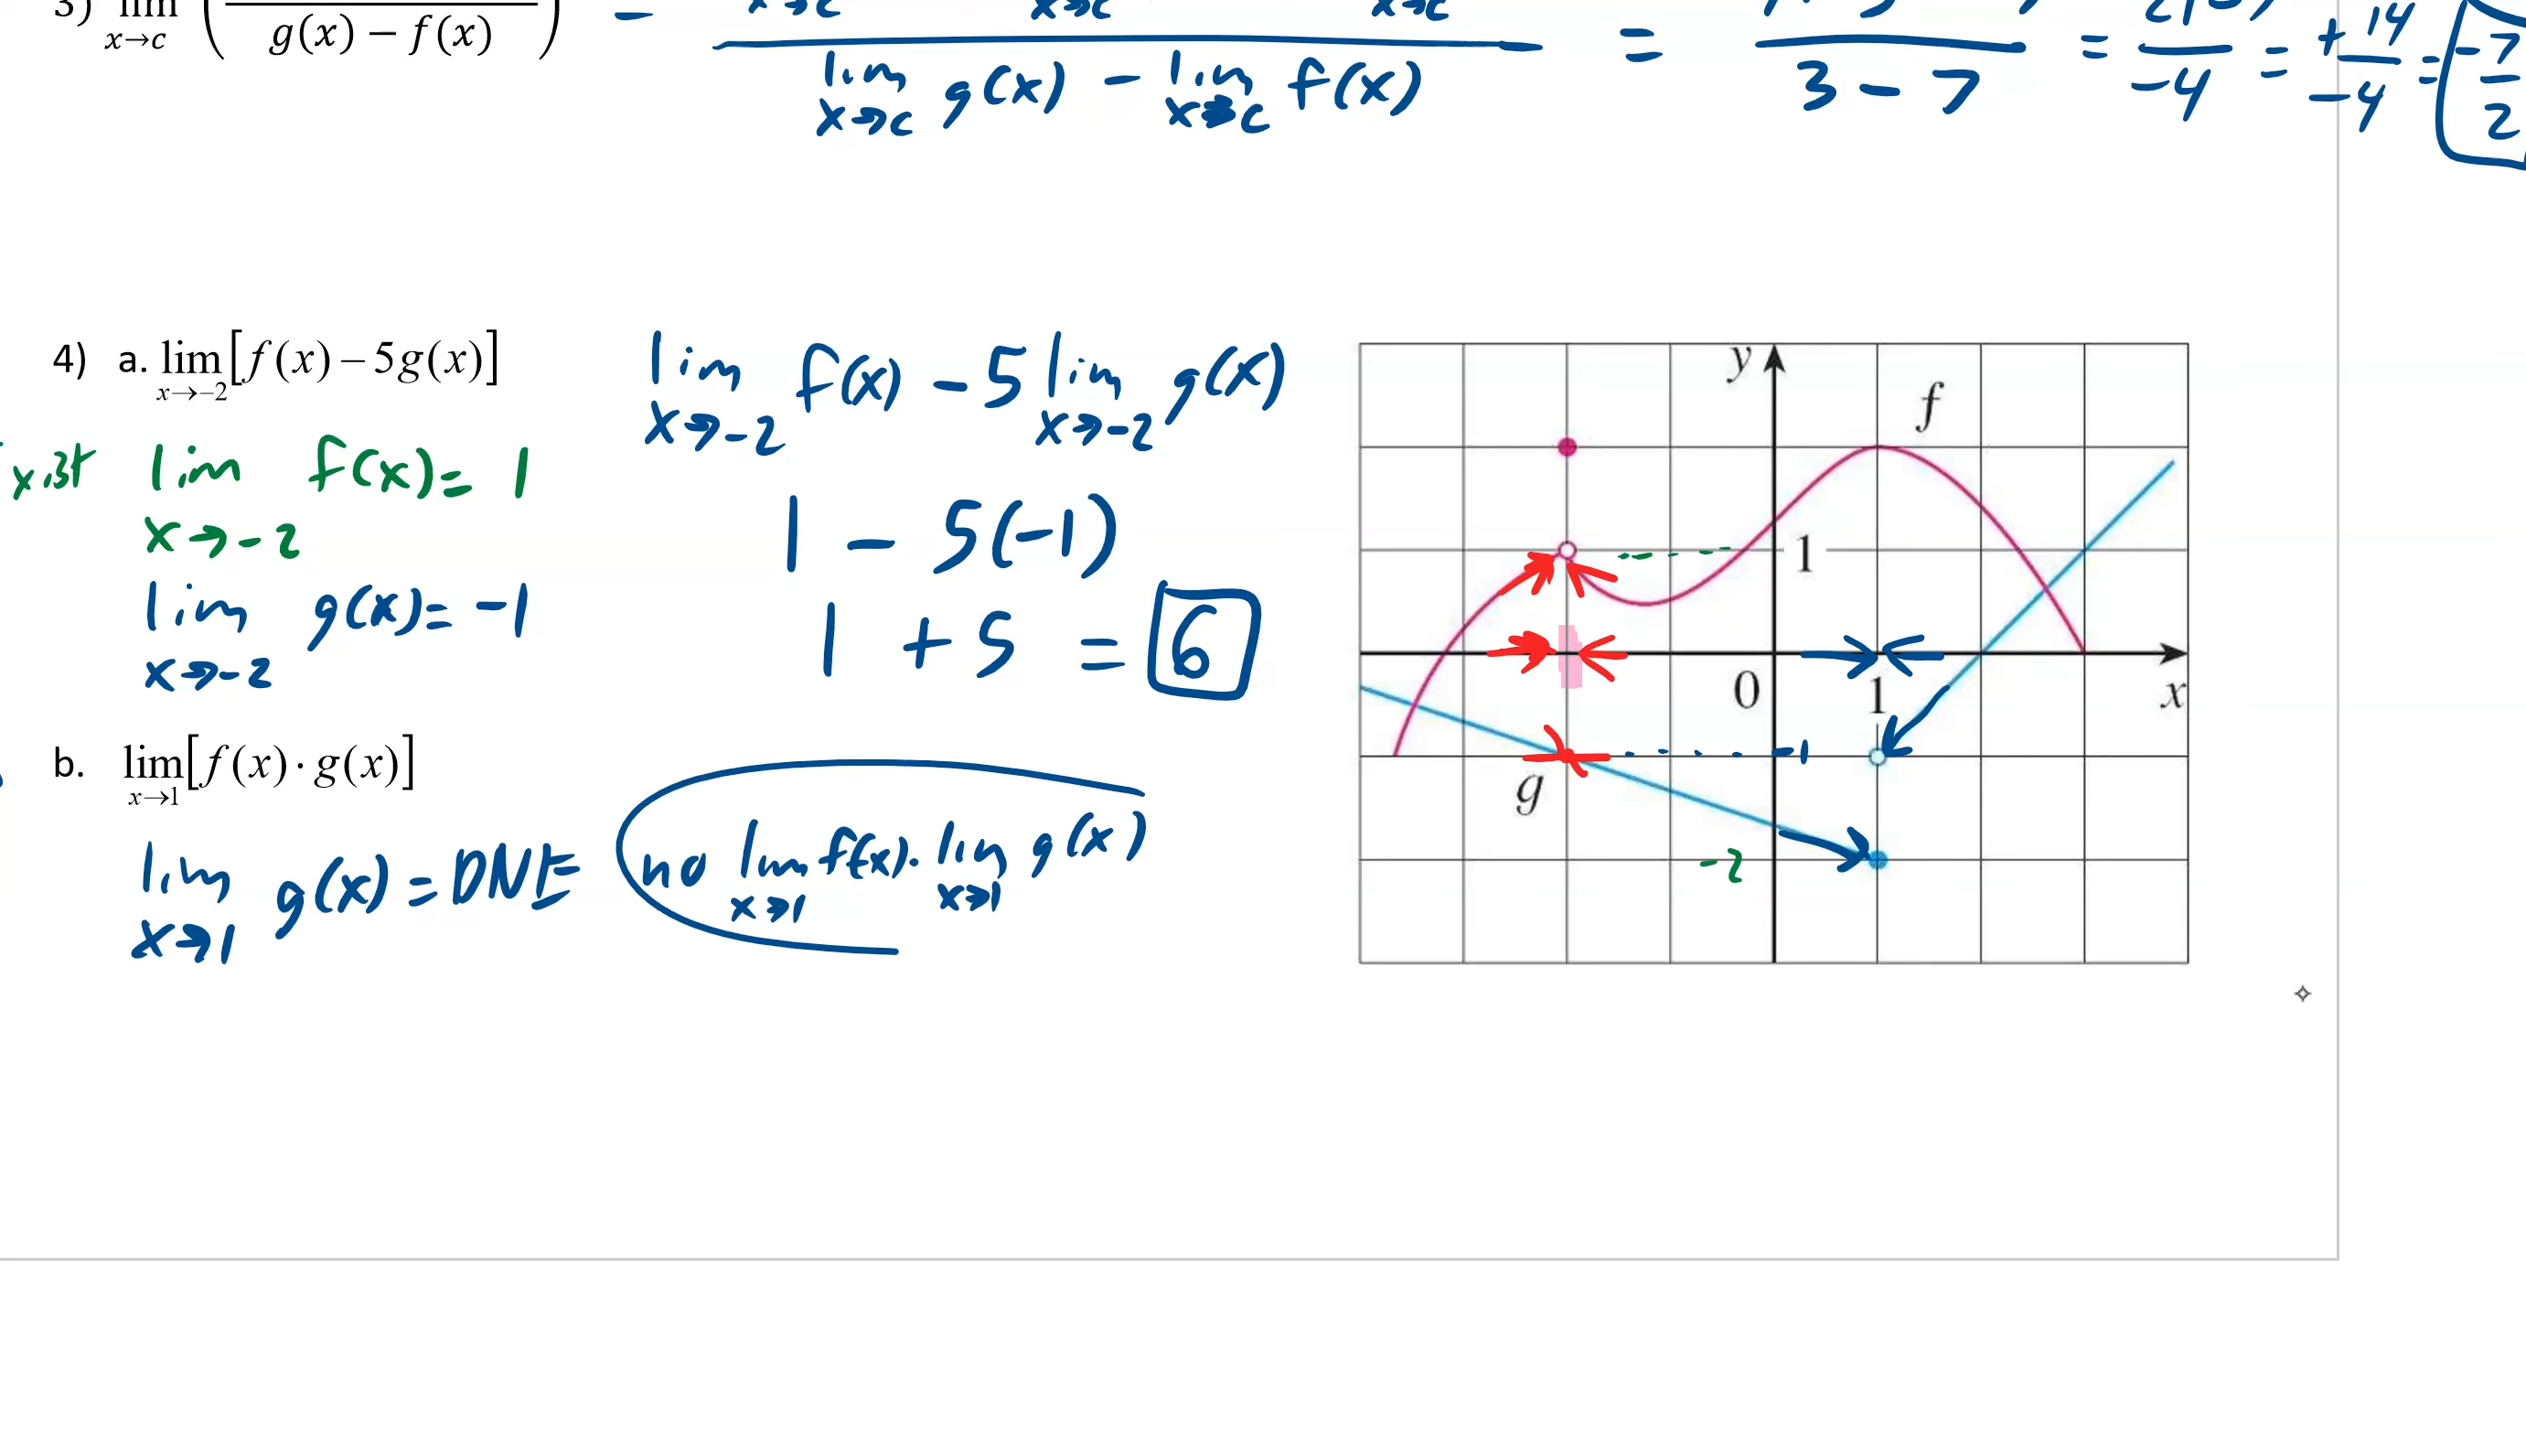 3) lim
x→c
g(x) − f(x)
x→c x→c x→c
lim g(x) − lim f(x)
x→c x→c
=
3 − 7
=
−4
= +14
−4
= −7
2
4) a. lim[f(x) − 5g(x)]
x→−2
lim f(x) − 5 lim g(x)
x→−2 x→−2
lim f(x) = 1
x→−2
1 − 5(−1)
lim g(x) = −1
x→−2
1 + 5 = 6
b. lim[f(x) · g(x)]
x→1
lim g(x) = DNE
x→1
no lim f(x) · lim g(x)
x→1 x→1
y
f
1
0
1
x
−1
g
−2